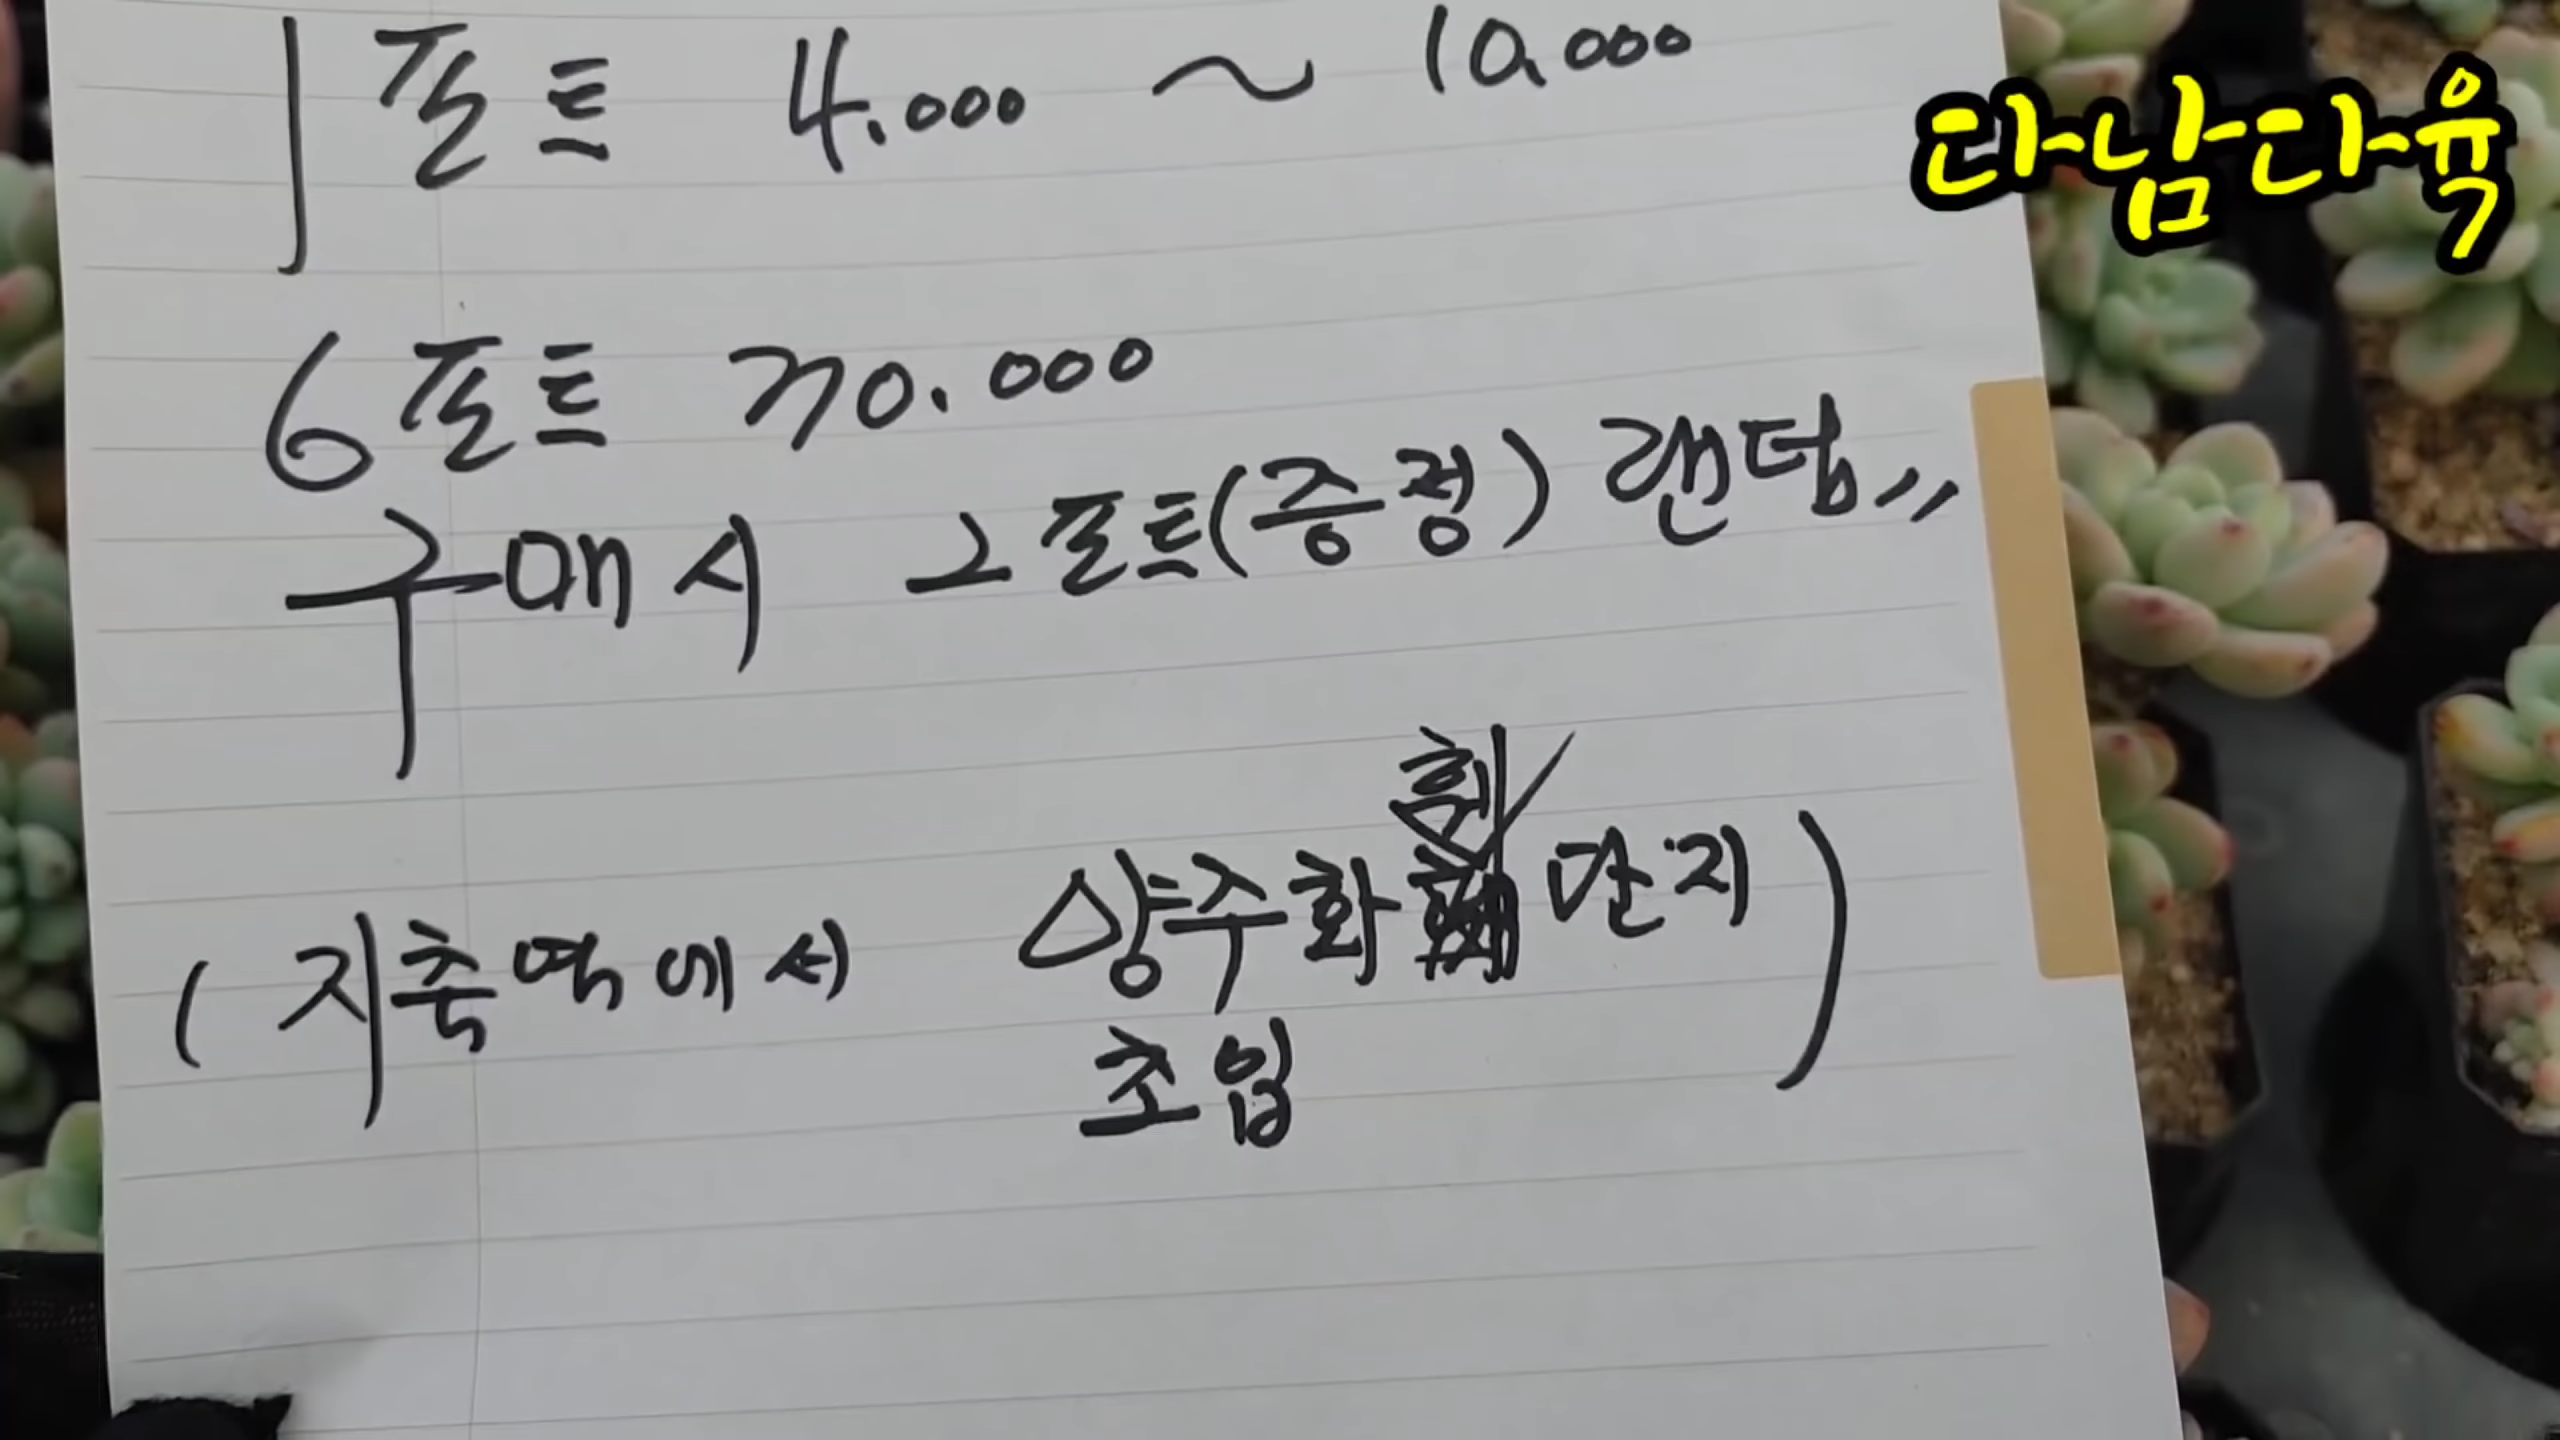 1포트 4.000 ~ 10.000
다남다육
6포트 30.000
구매시 2포트(증정) 랜덤〃
(지축역에서 양주화훼단지)
초입